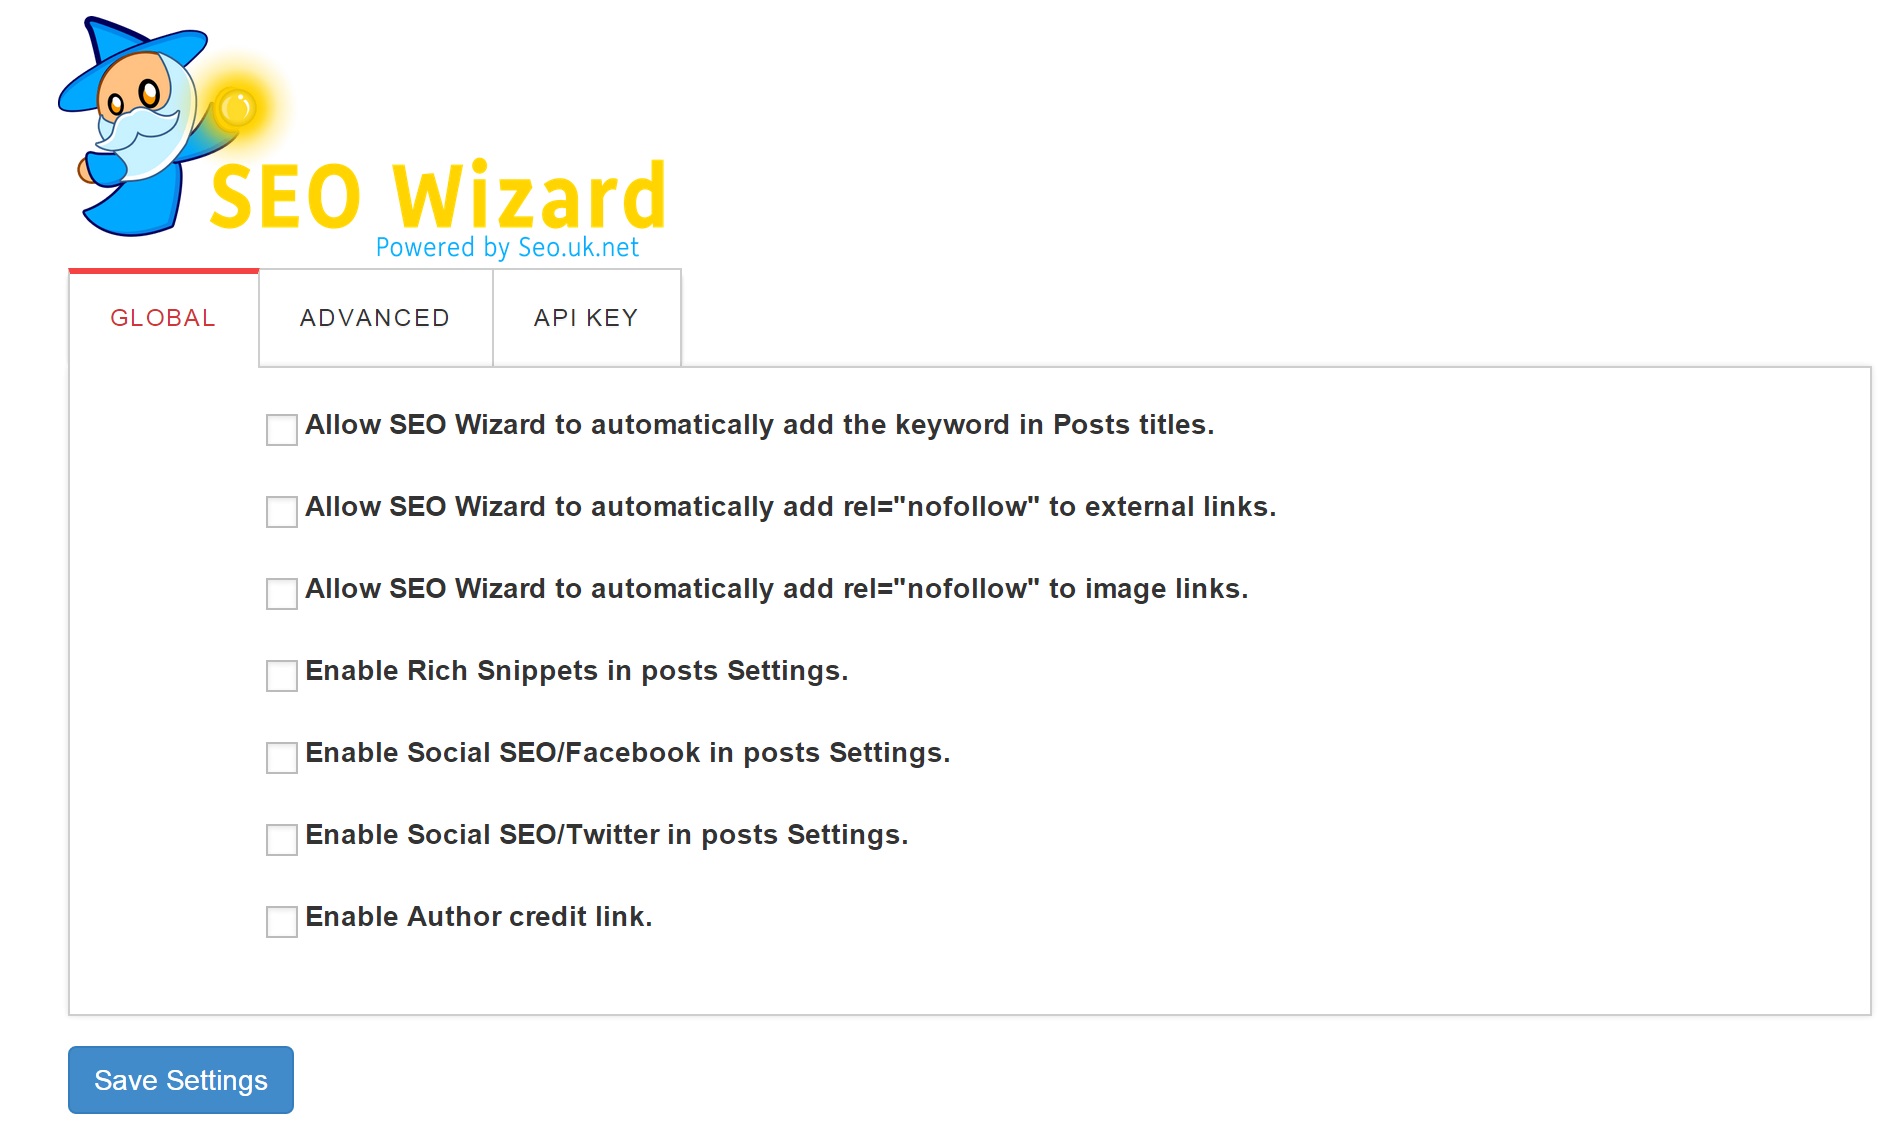 SEO Wizard
Powered by Seo.uk.net
GLOBAL ADVANCED API KEY
Allow SEO Wizard to automatically add the keyword in Posts titles.
Allow SEO Wizard to automatically add rel="nofollow" to external links.
Allow SEO Wizard to automatically add rel="nofollow" to image links.
Enable Rich Snippets in posts Settings.
Enable Social SEO/Facebook in posts Settings.
Enable Social SEO/Twitter in posts Settings.
Enable Author credit link.
Save Settings